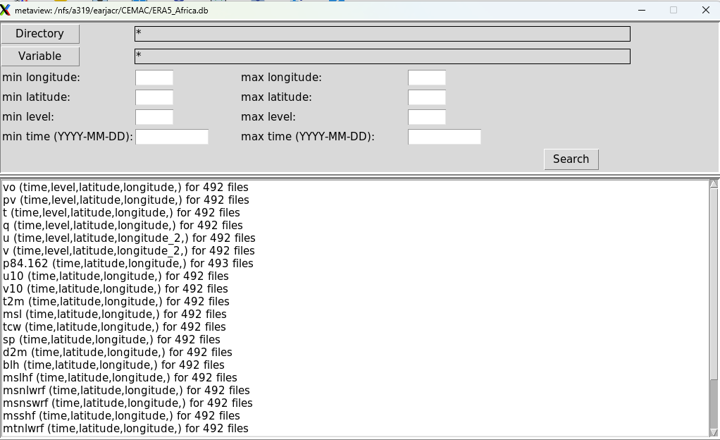 metaview: /nfs/a319/earjacr/CEMAC/ERA5_Africa.db
Directory *
Variable *
min longitude: max longitude:
min latitude: max latitude:
min level: max level:
min time (YYYY-MM-DD): max time (YYYY-MM-DD):
Search
vo (time,level,latitude,longitude,) for 492 files
pv (time,level,latitude,longitude,) for 492 files
t (time,level,latitude,longitude,) for 492 files
q (time,level,latitude,longitude,) for 492 files
u (time,level,latitude,longitude_2,) for 492 files
v (time,level,latitude,longitude_2,) for 492 files
p84.162 (time,latitude,longitude,) for 493 files
u10 (time,latitude,longitude,) for 492 files
v10 (time,latitude,longitude,) for 492 files
t2m (time,latitude,longitude,) for 492 files
msl (time,latitude,longitude,) for 492 files
tcw (time,latitude,longitude,) for 492 files
sp (time,latitude,longitude,) for 492 files
d2m (time,latitude,longitude,) for 492 files
blh (time,latitude,longitude,) for 492 files
mslhf (time,latitude,longitude,) for 492 files
msnlwrf (time,latitude,longitude,) for 492 files
msnswrf (time,latitude,longitude,) for 492 files
msshf (time,latitude,longitude,) for 492 files
mtnlwrf (time,latitude,longitude,) for 492 files